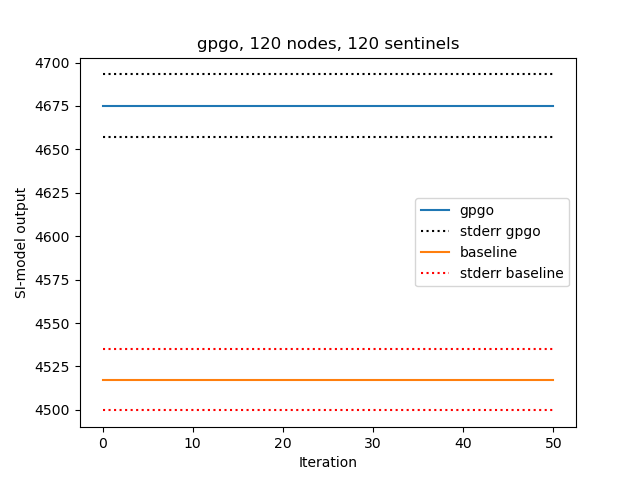 gpgo, 120 nodes, 120 sentinels
4700
4675
4650
4625
4600
4575
4550
4525
4500
SI-model output
gpgo
stderr gpgo
baseline
stderr baseline
0 10 20 30 40 50
Iteration